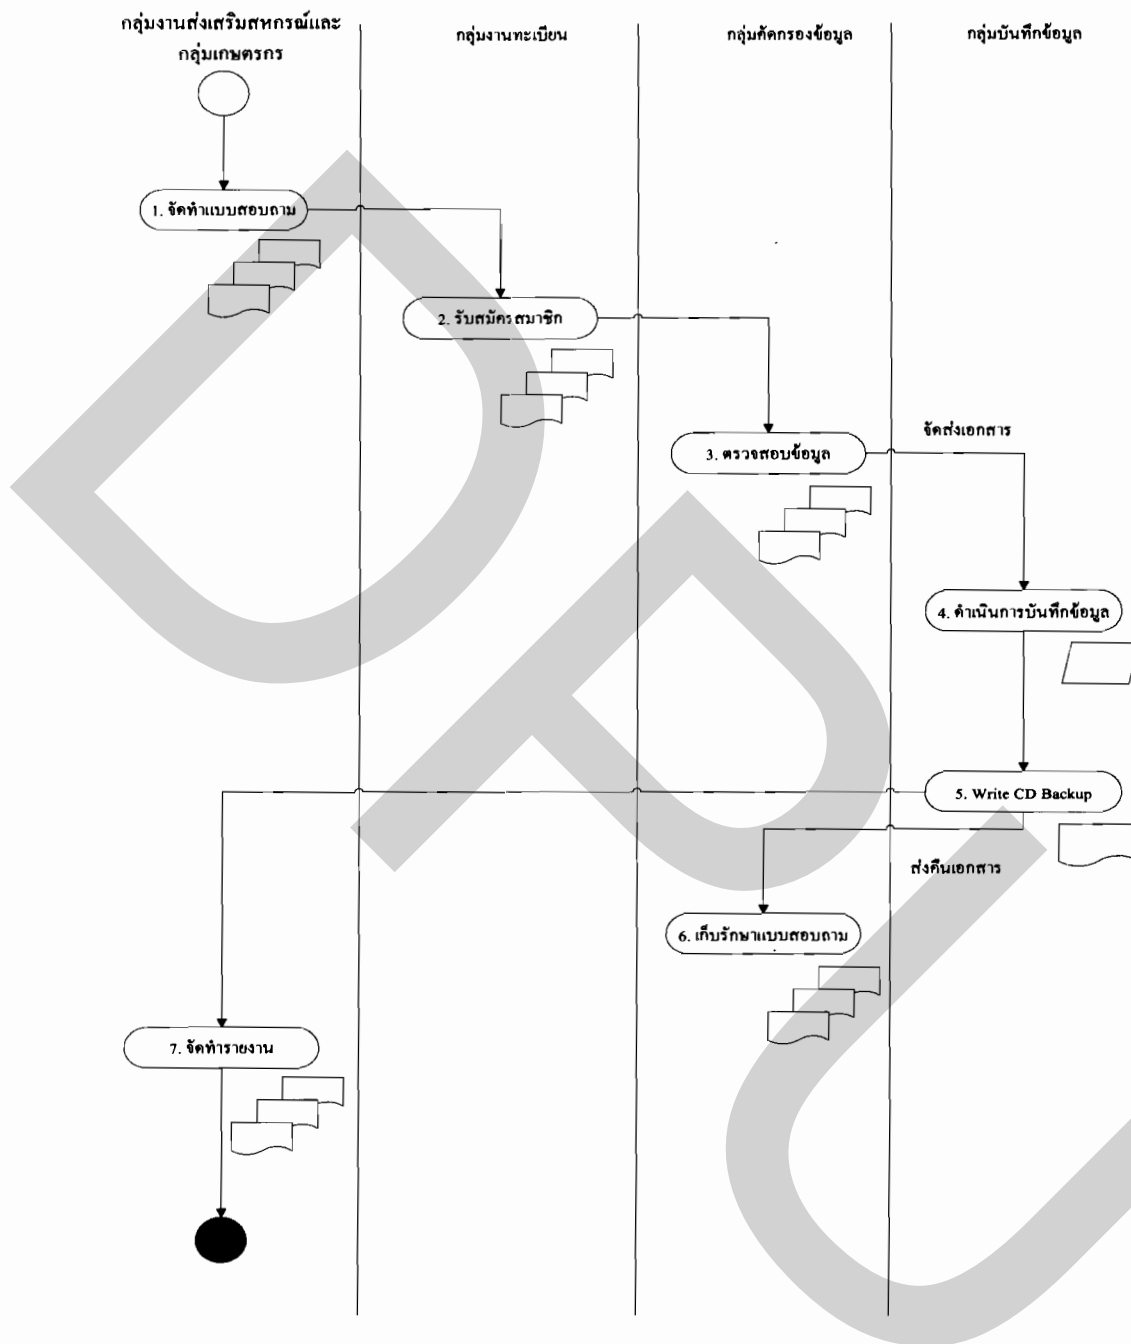 กลุ่มงานส่งเสริมสหกรณ์และ
กลุ่มเกษตรกร
กลุ่มงานทะเบียน
กลุ่มคัดกรองข้อมูล
กลุ่มบันทึกข้อมูล
1. จัดทำแบบสอบถาม
2. รับสมัครสมาชิก
3. ตรวจสอบข้อมูล
จัดส่งเอกสาร
4. ดำเนินการบันทึกข้อมูล
5. Write CD Backup
ส่งคืนเอกสาร
6. เก็บรักษาแบบสอบถาม
7. จัดทำรายงาน
DPU